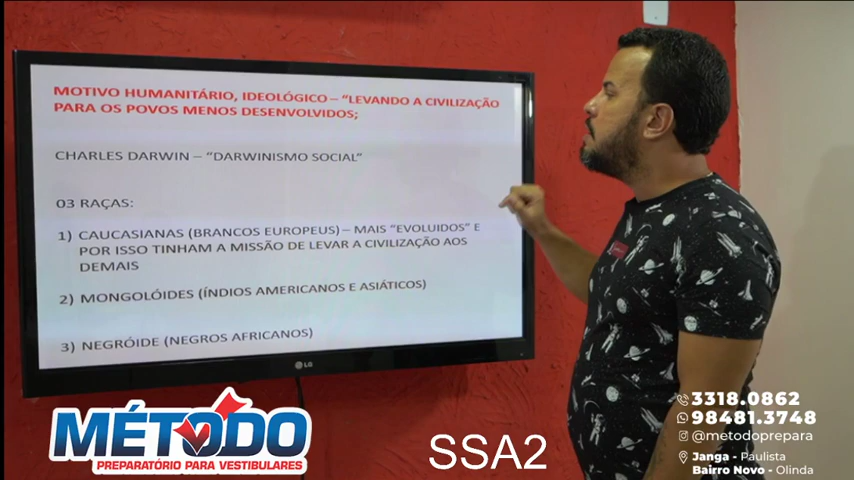 MOTIVO HUMANITÁRIO, IDEOLÓGICO – “LEVANDO A CIVILIZAÇÃO
PARA OS POVOS MENOS DESENVOLVIDOS;
CHARLES DARWIN – “DARWINISMO SOCIAL”
03 RAÇAS:
1) CAUCASIANAS (BRANCOS EUROPEUS) – MAIS “EVOLUIDOS” E
POR ISSO TINHAM A MISSÃO DE LEVAR A CIVILIZAÇÃO AOS
DEMAIS
2) MONGOLÓIDES (ÍNDIOS AMERICANOS E ASIÁTICOS)
3) NEGRÓIDE (NEGROS AFRICANOS)
LG
MÉTODO
PREPARATÓRIO PARA VESTIBULARES
SSA2
3318.0862
98481.3748
@metodoprepara
Janga - Paulista
Bairro Novo - Olinda